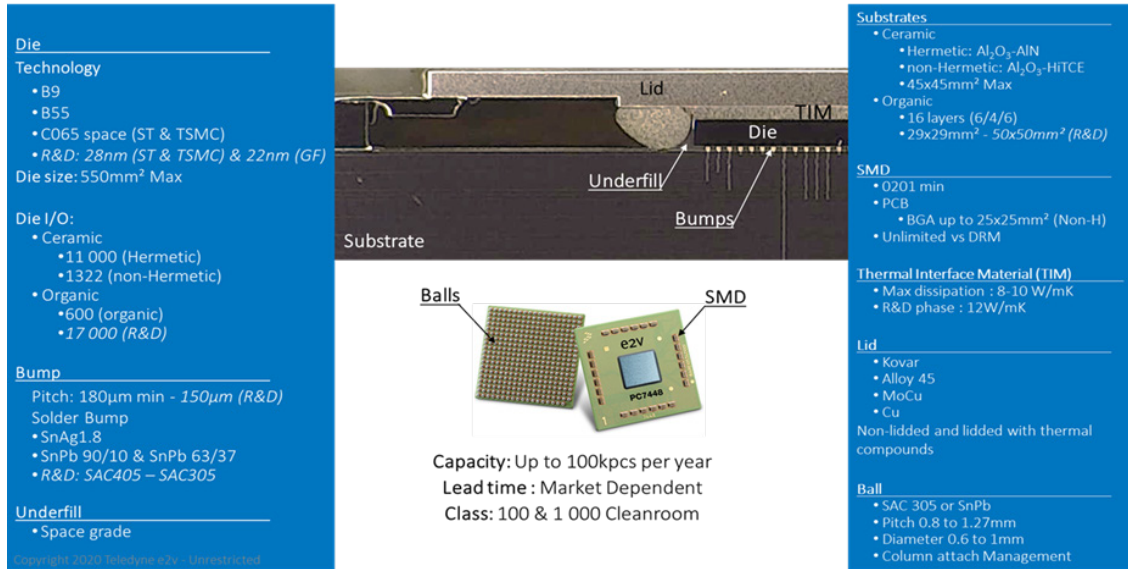 Die
Technology
• B9
• B55
• C065 space (ST & TSMC)
• R&D: 28nm (ST & TSMC) & 22nm (GF)
Die size: 550mm² Max
Die I/O:
• Ceramic
• 11 000 (Hermetic)
• 1322 (non-Hermetic)
• Organic
• 600 (organic)
• 17 000 (R&D)
Bump
Pitch: 180µm min - 150µm (R&D)
Solder Bump
• SnAg1.8
• SnPb 90/10 & SnPb 63/37
• R&D: SAC405 – SAC305
Underfill
• Space grade
Copyright 2020 Teledyne e2v - Unrestricted
Lid
TIM
Die
Underfill
Bumps
Substrate
Balls
SMD
e2v
PC7448
1
Capacity: Up to 100kpcs per year
Lead time : Market Dependent
Class: 100 & 1 000 Cleanroom
Substrates
• Ceramic
• Hermetic: Al₂O₃-AlN
• non-Hermetic: Al₂O₃-HiTCE
• 45x45mm² Max
• Organic
• 16 layers (6/4/6)
• 29x29mm² - 50x50mm² (R&D)
SMD
• 0201 min
• PCB
• BGA up to 25x25mm² (Non-H)
• Unlimited vs DRM
Thermal Interface Material (TIM)
• Max dissipation : 8-10 W/mK
• R&D phase : 12W/mK
Lid
• Kovar
• Alloy 45
• MoCu
• Cu
Non-lidded and lidded with thermal
compounds
Ball
• SAC 305 or SnPb
• Pitch 0.8 to 1.27mm
• Diameter 0.6 to 1mm
• Column attach Management